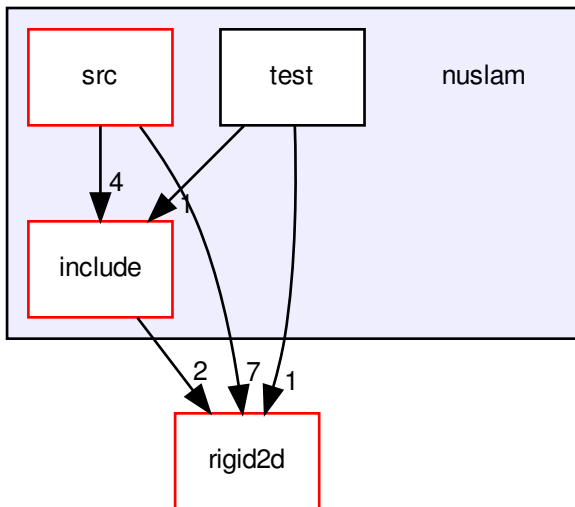 src
test
nuslam
4
1
include
2
7
1
rigid2d